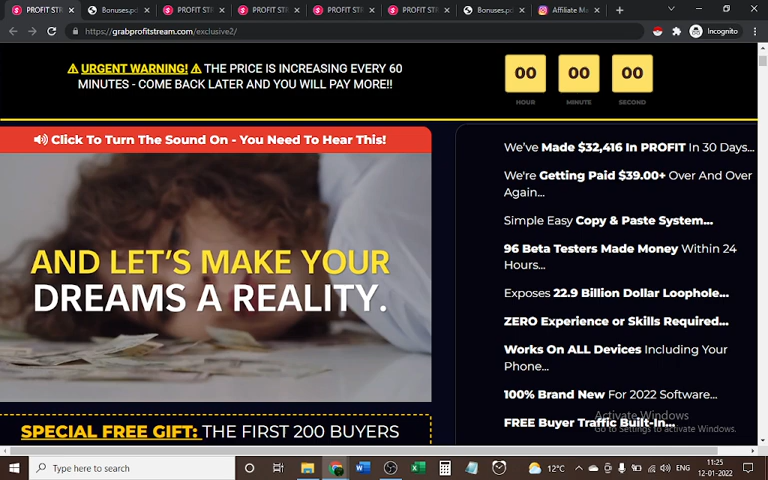 PROFIT STR
Bonuses.pd
PROFIT STR
PROFIT STR
PROFIT STR
PROFIT STR
Bonuses.pd
Affiliate Ma
https://grabprofitstream.com/exclusive2/
Incognito
⚠ URGENT WARNING! ⚠ THE PRICE IS INCREASING EVERY 60
MINUTES - COME BACK LATER AND YOU WILL PAY MORE!!
00 00 00
HOUR MINUTE SECOND
Click To Turn The Sound On - You Need To Hear This!
AND LET'S MAKE YOUR
DREAMS A REALITY.
SPECIAL FREE GIFT: THE FIRST 200 BUYERS
We've Made $32,416 In PROFIT In 30 Days...
We're Getting Paid $39.00+ Over And Over
Again...
Simple Easy Copy & Paste System...
96 Beta Testers Made Money Within 24
Hours...
Exposes 22.9 Billion Dollar Loophole...
ZERO Experience or Skills Required...
Works On ALL Devices Including Your
Phone...
100% Brand New For 2022 Software...
FREE Buyer Traffic Built-In...
Activate Windows
Go to Settings to activate Windows.
Type here to search
12°C
ENG
11:25
12-01-2022